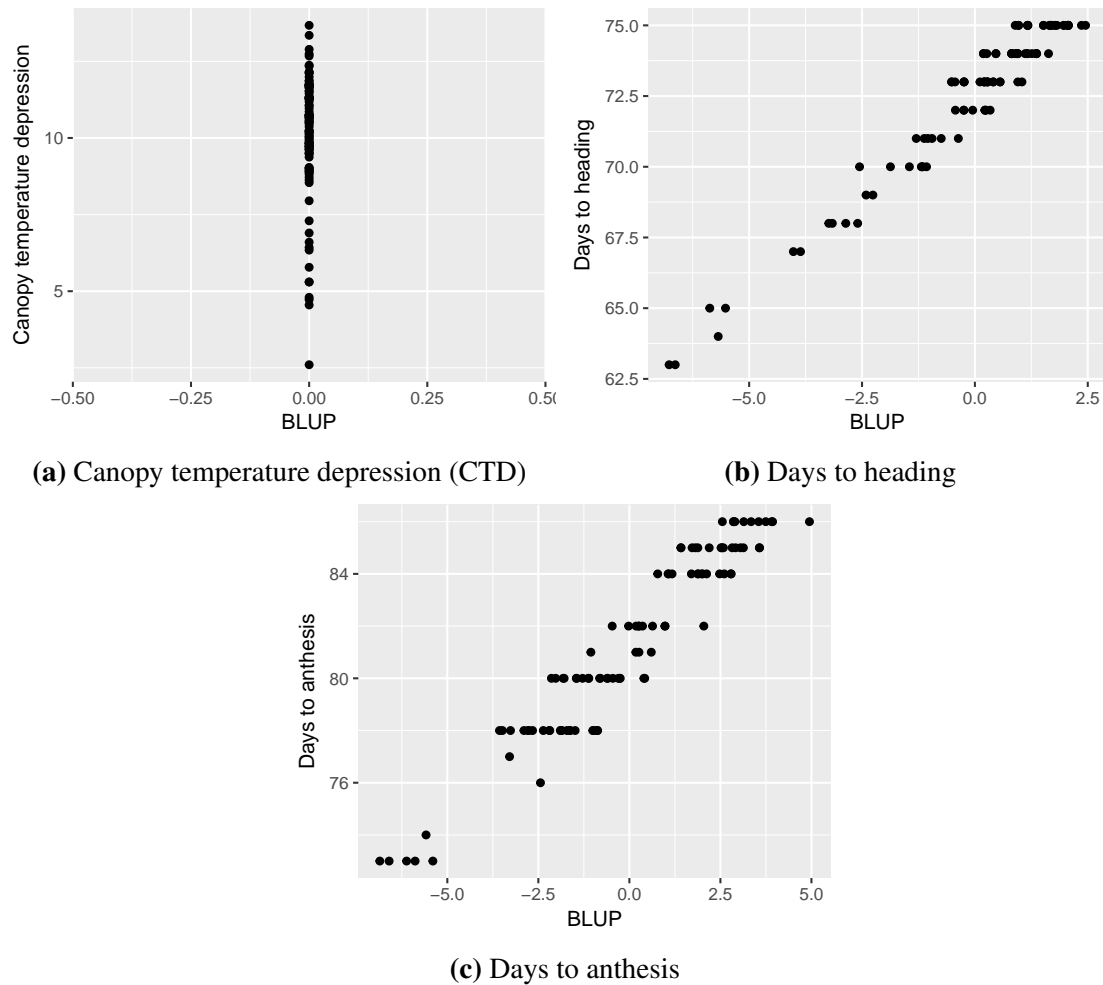 Canopy temperature depression
10
5
−0.50
−0.25
0.00
0.25
0.50
BLUP
(a) Canopy temperature depression (CTD)
Days to heading
75.0
72.5
70.0
67.5
65.0
62.5
−5.0
−2.5
0.0
2.5
BLUP
(b) Days to heading
Days to anthesis
84
80
76
−5.0
−2.5
0.0
2.5
5.0
BLUP
(c) Days to anthesis